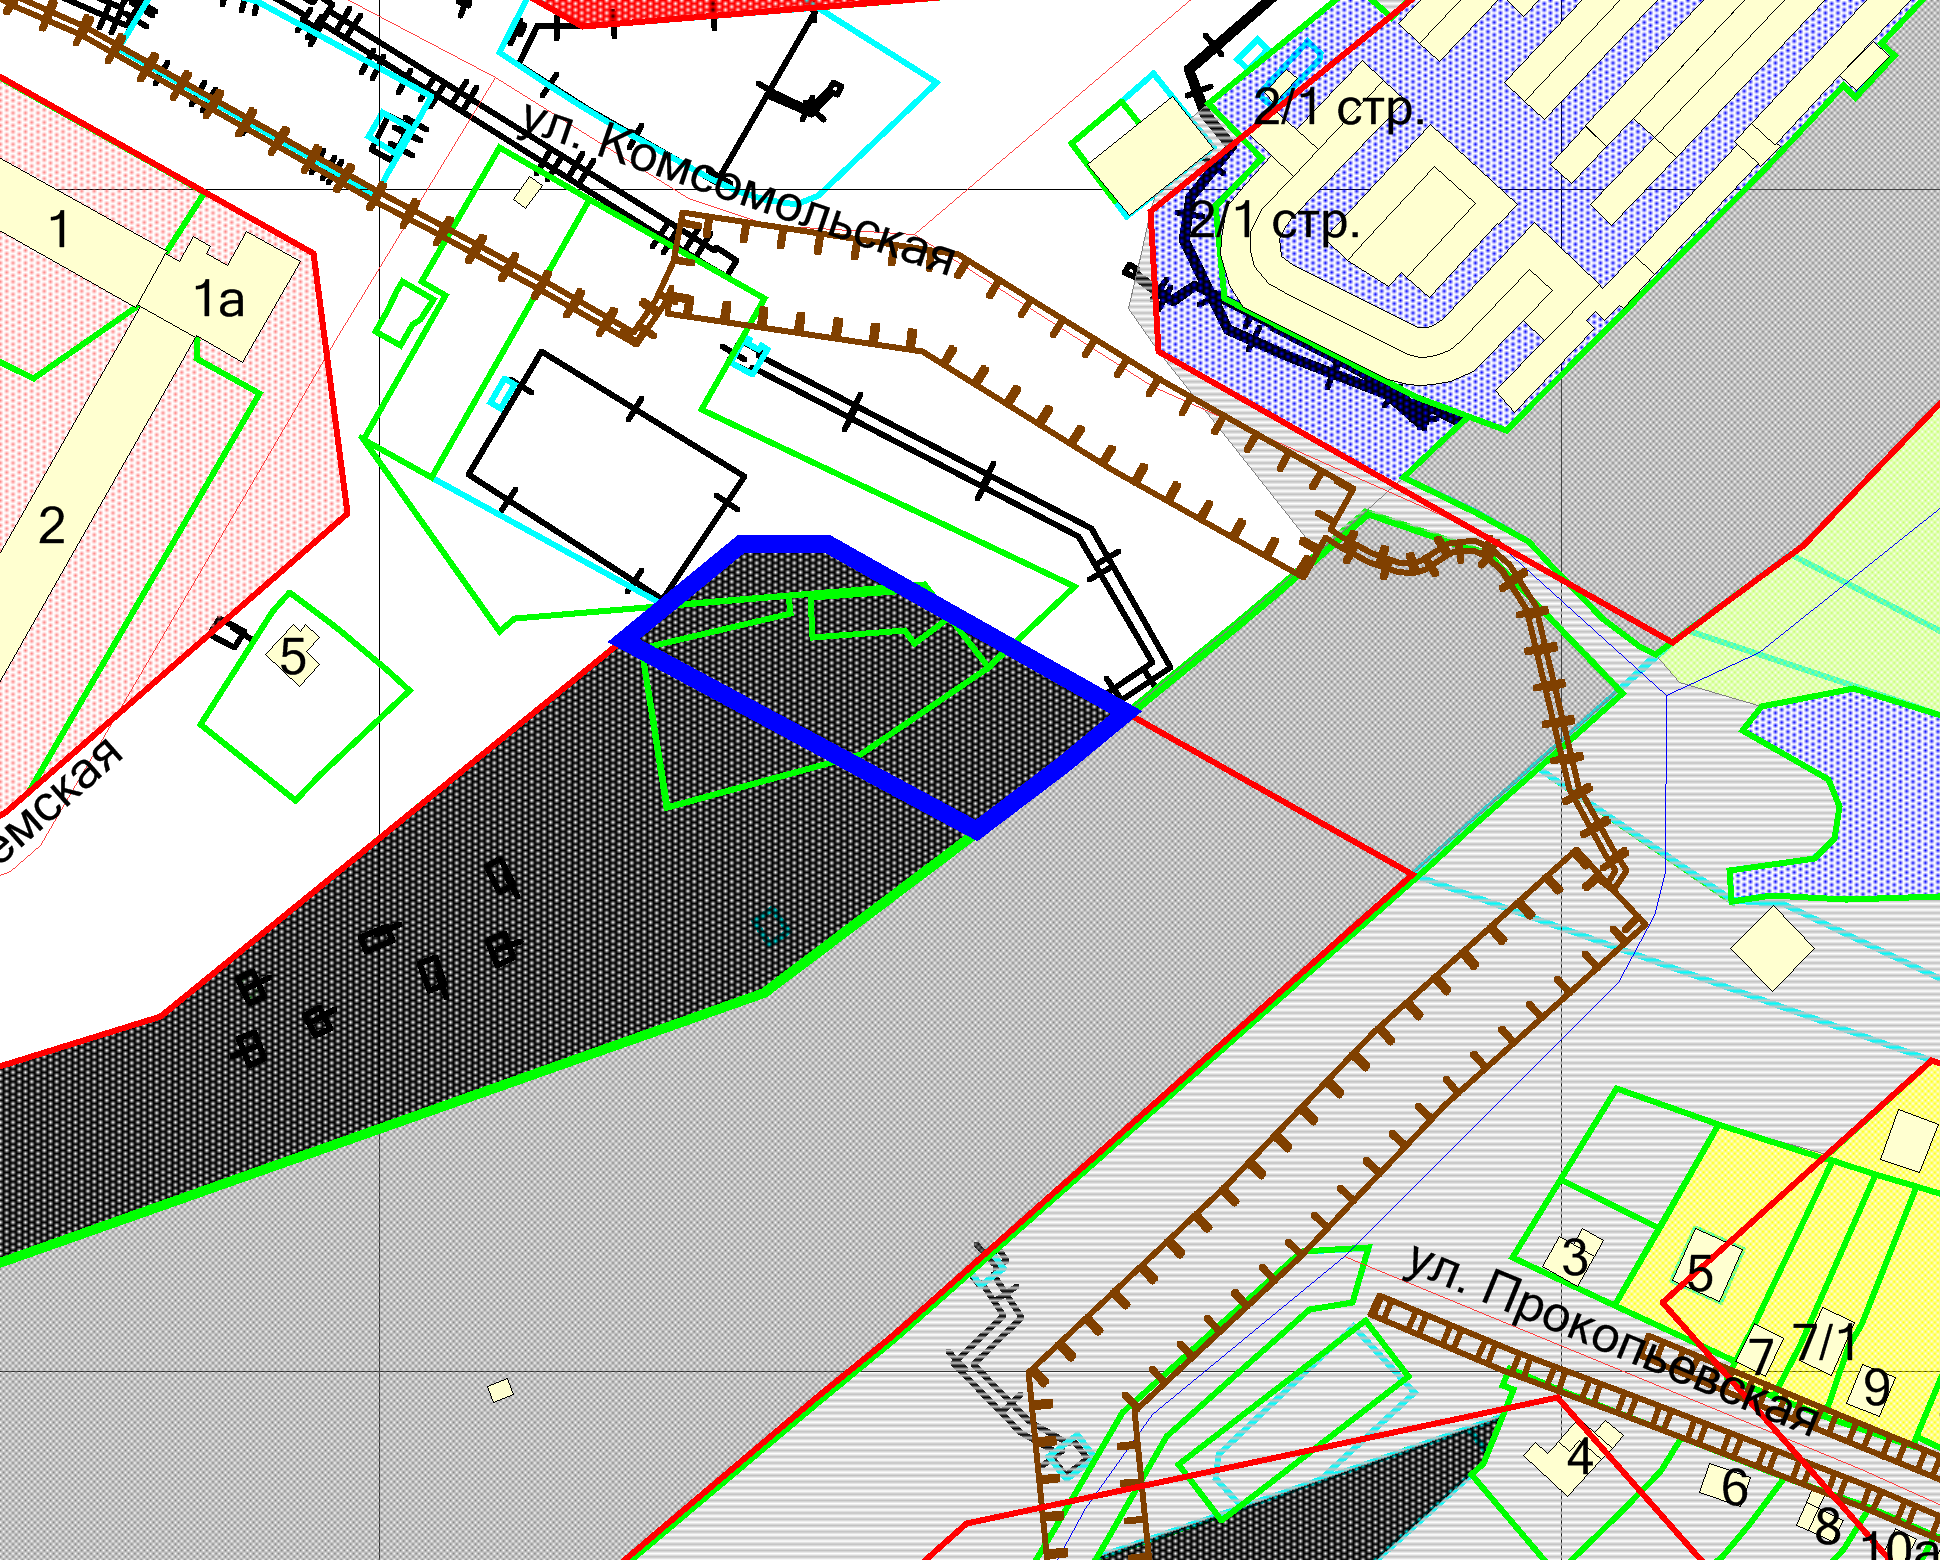 ул. Комсомольская
2/1 стр.
2/1 стр.
1
1а
2
5
емская
ул. Прокопьевская
3
5
7
7/1
9
4
6
8
10а